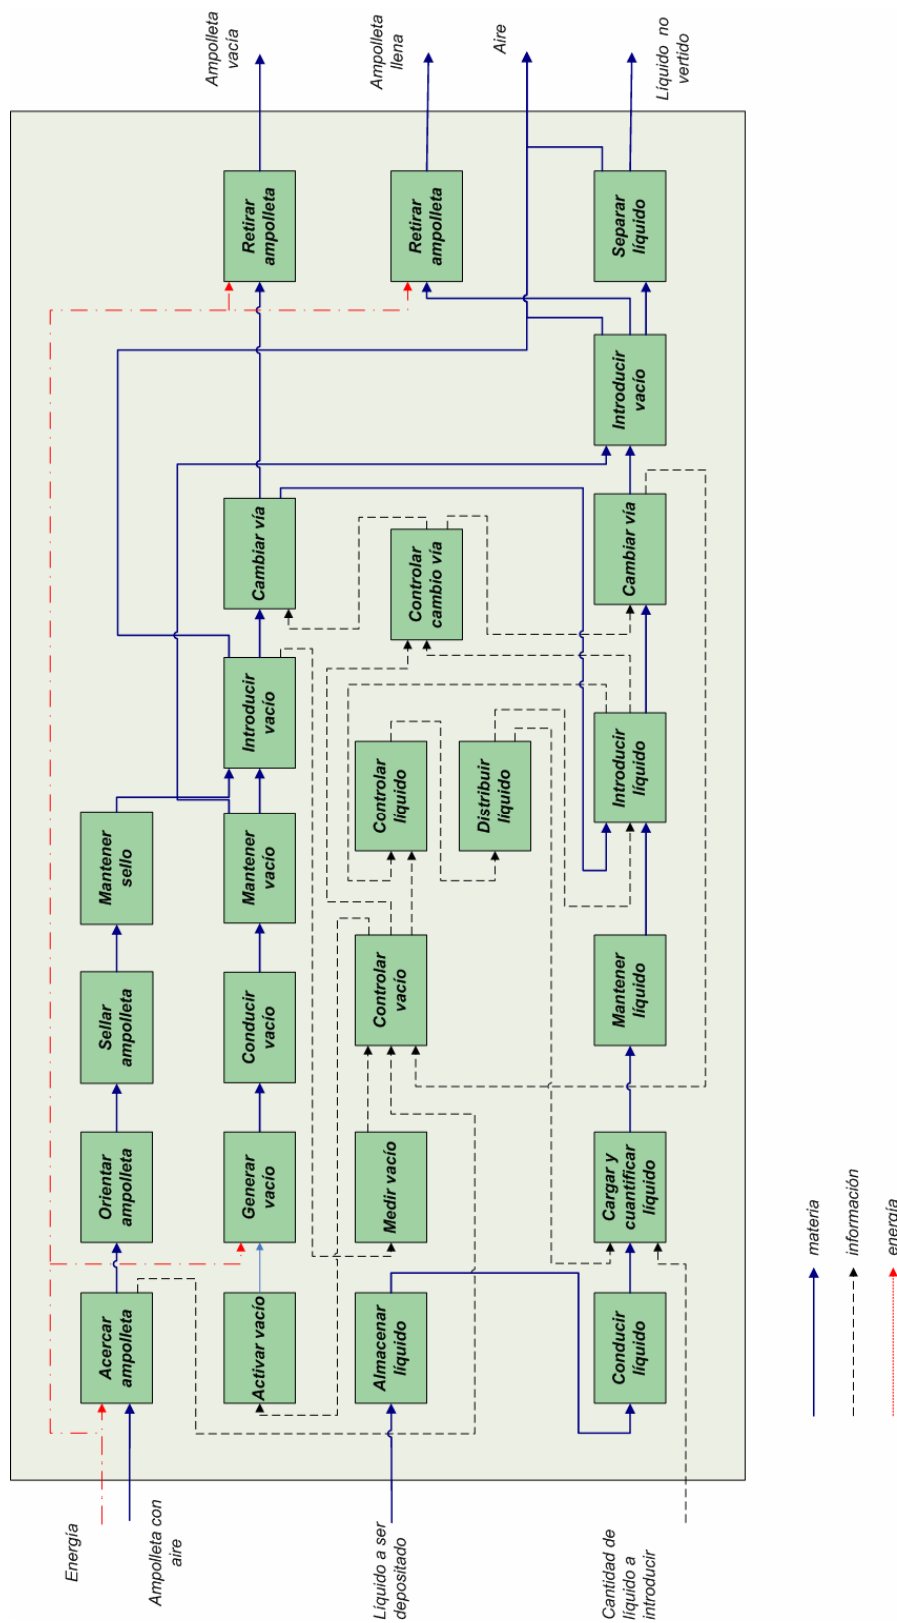 Energía
Ampolleta con
aire
Líquido a ser
depositado
Cantidad de
líquido a
introducir
Acercar
ampolleta
Orientar
ampolleta
Sellar
ampolleta
Mantener
sello
Activar vacío
Generar
vacío
Conducir
vacío
Mantener
vacío
Introducir
vacío
Cambiar vía
Retirar
ampolleta
Almacenar
líquido
Medir vacío
Controlar
vacío
Controlar
líquido
Controlar
cambio vía
Retirar
ampolleta
Distribuir
líquido
Conducir
líquido
Cargar y
cuantificar
líquido
Mantener
líquido
Introducir
líquido
Cambiar vía
Introducir
vacío
Separar
líquido
Ampolleta
vacía
Ampolleta
llena
Aire
Líquido no
vertido
materia
información
energía